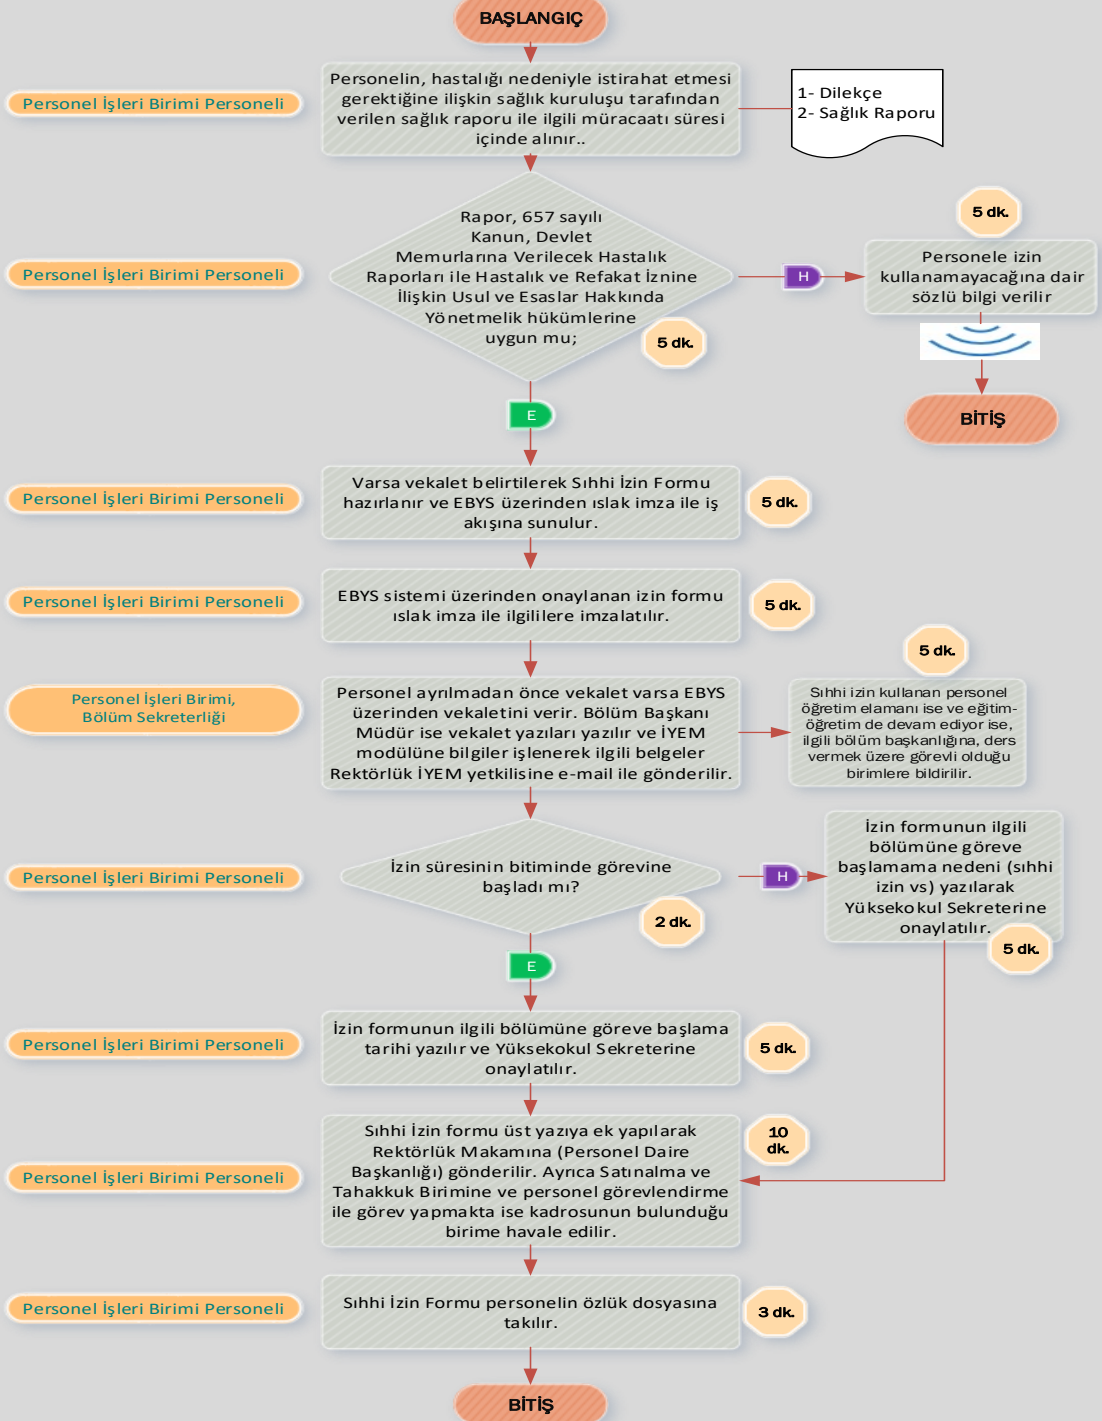 BAŞLANGIÇ
Personel İşleri Birimi Personeli
Personelin, hastalığı nedeniyle istirahat etmesi
gerektiğine ilişkin sağlık kuruluşu tarafından
verilen sağlık raporu ile ilgili müracaatı süresi
içinde alınır..
1- Dilekçe
2- Sağlık Raporu
Personel İşleri Birimi Personeli
Rapor, 657 sayılı
Kanun, Devlet
Memurlarına Verilecek Hastalık
Raporları ile Hastalık ve Refakat İznine
İlişkin Usul ve Esaslar Hakkında
Yönetmelik hükümlerine
uygun mu;
5 dk.
H
5 dk.
Personele izin
kullanamayacağına dair
sözlü bilgi verilir
BİTİŞ
E
Personel İşleri Birimi Personeli
Varsa vekalet belirtilerek Sıhhi İzin Formu
hazırlanır ve EBYS üzerinden ıslak imza ile iş
akışına sunulur.
5 dk.
Personel İşleri Birimi Personeli
EBYS sistemi üzerinden onaylanan izin formu
ıslak imza ile ilgililere imzalatılır.
5 dk.
Personel İşleri Birimi,
Bölüm Sekreterliği
Personel ayrılmadan önce vekalet varsa EBYS
üzerinden vekaletini verir. Bölüm Başkanı
Müdür ise vekalet yazıları yazılır ve İYEM
modülüne bilgiler işlenerek ilgili belgeler
Rektörlük İYEM yetkilisine e-mail ile gönderilir.
5 dk.
Sıhhi izin kullanan personel
öğretim elamanı ise ve eğitim-
öğretim de devam ediyor ise,
ilgili bölüm başkanlığına, ders
vermek üzere görevli olduğu
birimlere bildirilir.
Personel İşleri Birimi Personeli
İzin süresinin bitiminde görevine
başladı mı?
2 dk.
H
İzin formunun ilgili
bölümüne göreve
başlamama nedeni (sıhhi
izin vs) yazılarak
Yüksekokul Sekreterine
onaylatılır.
5 dk.
E
Personel İşleri Birimi Personeli
İzin formunun ilgili bölümüne göreve başlama
tarihi yazılır ve Yüksekokul Sekreterine
onaylatılır.
5 dk.
Personel İşleri Birimi Personeli
Sıhhi İzin formu üst yazıya ek yapılarak
Rektörlük Makamına (Personel Daire
Başkanlığı) gönderilir. Ayrıca Satınalma ve
Tahakkuk Birimine ve personel görevlendirme
ile görev yapmakta ise kadrosunun bulunduğu
birime havale edilir.
10
dk.
Personel İşleri Birimi Personeli
Sıhhi İzin Formu personelin özlük dosyasına
takılır.
3 dk.
BİTİŞ